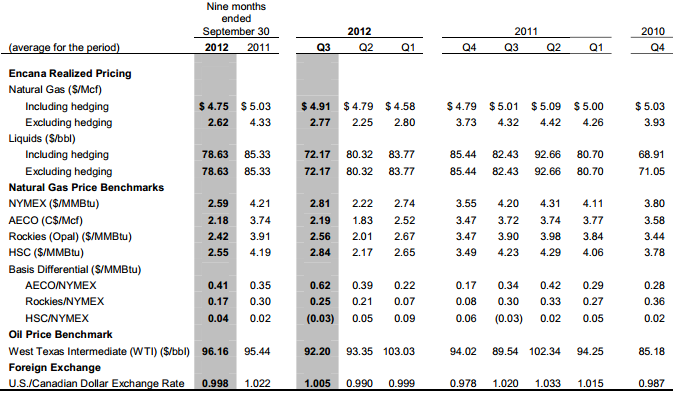 Nine months
ended
September 30 2012 2011 2010
(average for the period) 2012 2011 Q3 Q2 Q1 Q4 Q3 Q2 Q1 Q4
Encana Realized Pricing
Natural Gas ($/Mcf)
Including hedging $ 4.75 $ 5.03 $ 4.91 $ 4.79 $ 4.58 $ 4.79 $ 5.01 $ 5.09 $ 5.00 $ 5.03
Excluding hedging 2.62 4.33 2.77 2.25 2.80 3.73 4.32 4.42 4.26 3.93
Liquids ($/bbl)
Including hedging 78.63 85.33 72.17 80.32 83.77 85.44 82.43 92.66 80.70 68.91
Excluding hedging 78.63 85.33 72.17 80.32 83.77 85.44 82.43 92.66 80.70 71.05
Natural Gas Price Benchmarks
NYMEX ($/MMBtu) 2.59 4.21 2.81 2.22 2.74 3.55 4.20 4.31 4.11 3.80
AECO (C$/Mcf) 2.18 3.74 2.19 1.83 2.52 3.47 3.72 3.74 3.77 3.58
Rockies (Opal) ($/MMBtu) 2.42 3.91 2.56 2.01 2.67 3.47 3.90 3.98 3.84 3.44
HSC ($/MMBtu) 2.55 4.19 2.84 2.17 2.65 3.49 4.23 4.29 4.06 3.78
Basis Differential ($/MMBtu)
AECO/NYMEX 0.41 0.35 0.62 0.39 0.22 0.17 0.34 0.42 0.29 0.28
Rockies/NYMEX 0.17 0.30 0.25 0.21 0.07 0.08 0.30 0.33 0.27 0.36
HSC/NYMEX 0.04 0.02 (0.03) 0.05 0.09 0.06 (0.03) 0.02 0.05 0.02
Oil Price Benchmark
West Texas Intermediate (WTI) ($/bbl) 96.16 95.44 92.20 93.35 103.03 94.02 89.54 102.34 94.25 85.18
Foreign Exchange
U.S./Canadian Dollar Exchange Rate 0.998 1.022 1.005 0.990 0.999 0.978 1.020 1.033 1.015 0.987